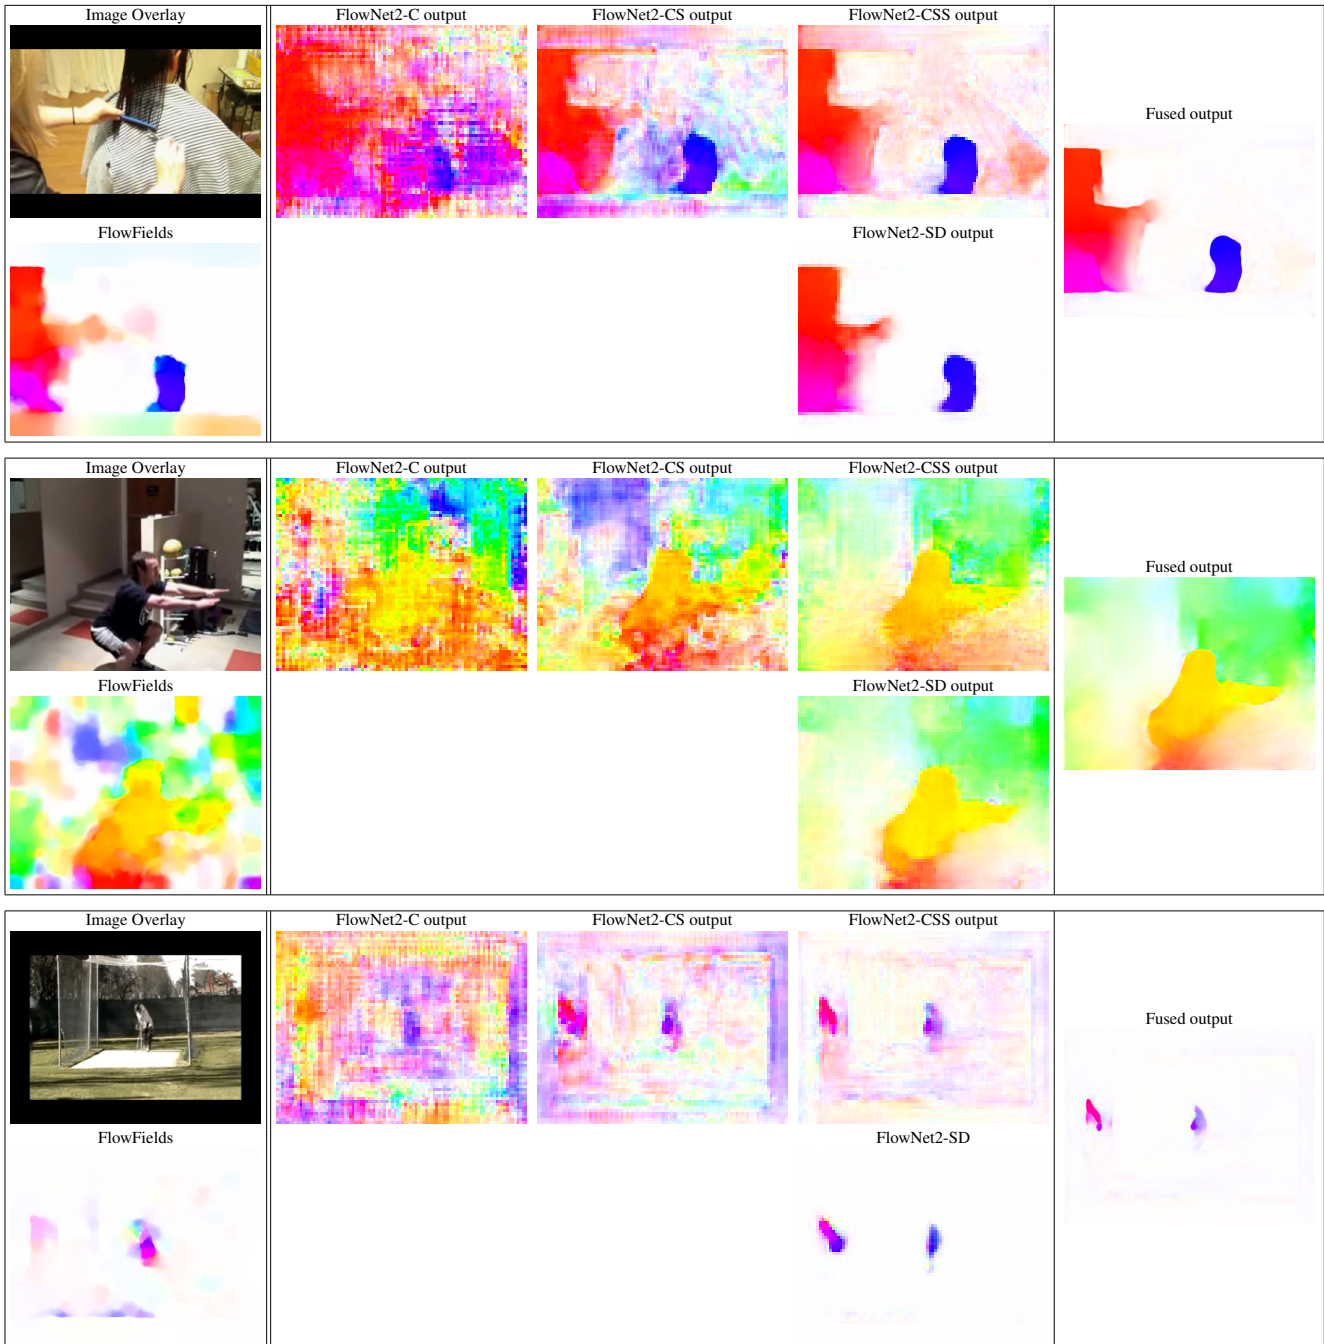 Image Overlay
FlowNet2-C output
FlowNet2-CS output
FlowNet2-CSS output
Fused output
FlowFields
FlowNet2-SD output
Image Overlay
FlowNet2-C output
FlowNet2-CS output
FlowNet2-CSS output
Fused output
FlowFields
FlowNet2-SD output
Image Overlay
FlowNet2-C output
FlowNet2-CS output
FlowNet2-CSS output
Fused output
FlowFields
FlowNet2-SD